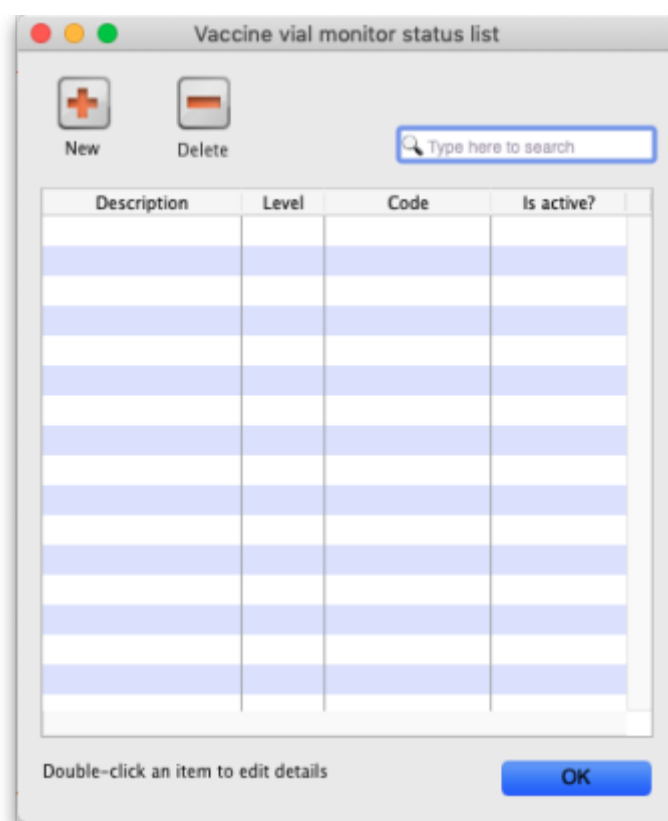 Vaccine vial monitor status list
New Delete
Type here to search
Description Level Code Is active?
Double-click an item to edit details
OK